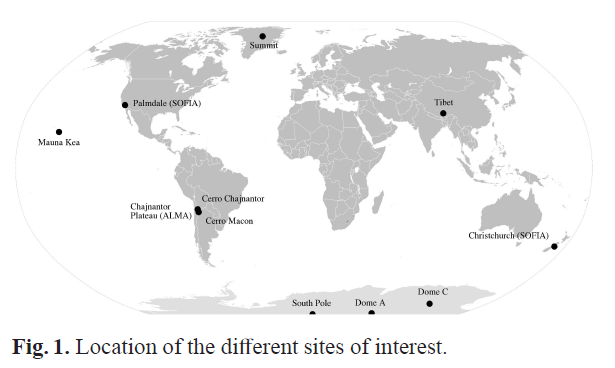 Summit
Palmdale (SOFIA)
Tibet
Mauna Kea
Cerro Chajnantor
Chajnantor
Plateau (ALMA)
Cerro Macon
Christchurch (SOFIA)
Dome C
South Pole
Dome A
Fig. 1. Location of the different sites of interest.